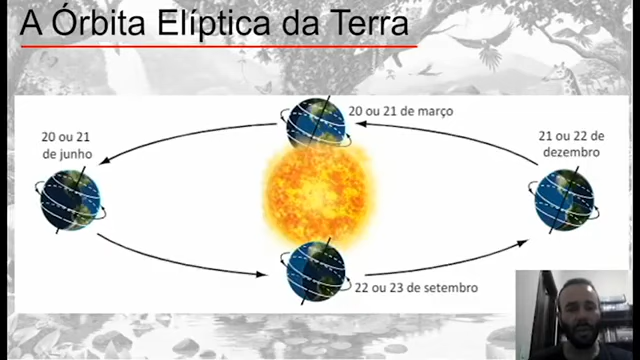 A Órbita Elíptica da Terra
20 ou 21 de março
20 ou 21
de junho
21 ou 22 de
dezembro
22 ou 23 de setembro